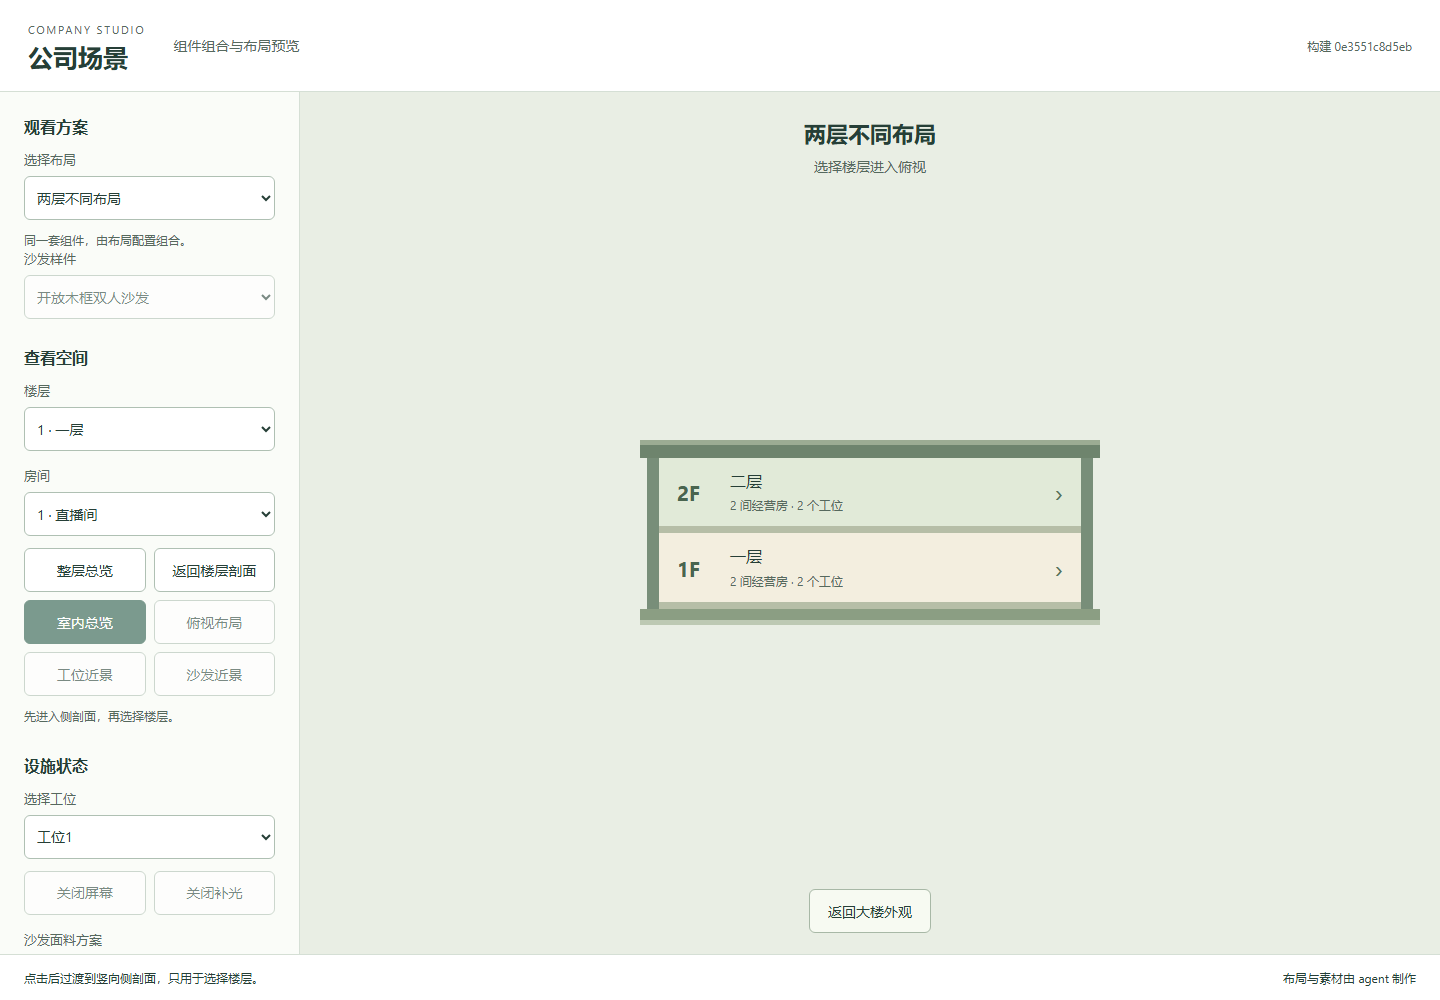 COMPANY STUDIO
公司场景
组件组合与布局预览
构建 0e3551c8d5eb
观看方案
选择布局
两层不同布局
同一套组件，由布局配置组合。
沙发样件
开放木框双人沙发
查看空间
楼层
1 · 一层
房间
1 · 直播间
整层总览
返回楼层剖面
室内总览
俯视布局
工位近景
沙发近景
先进入侧剖面，再选择楼层。
设施状态
选择工位
工位1
关闭屏幕
关闭补光
沙发面料方案
两层不同布局
选择楼层进入俯视
2F
二层
2 间经营房 · 2 个工位
›
1F
一层
2 间经营房 · 2 个工位
›
返回大楼外观
点击后过渡到竖向侧剖面，只用于选择楼层。
布局与素材由 agent 制作